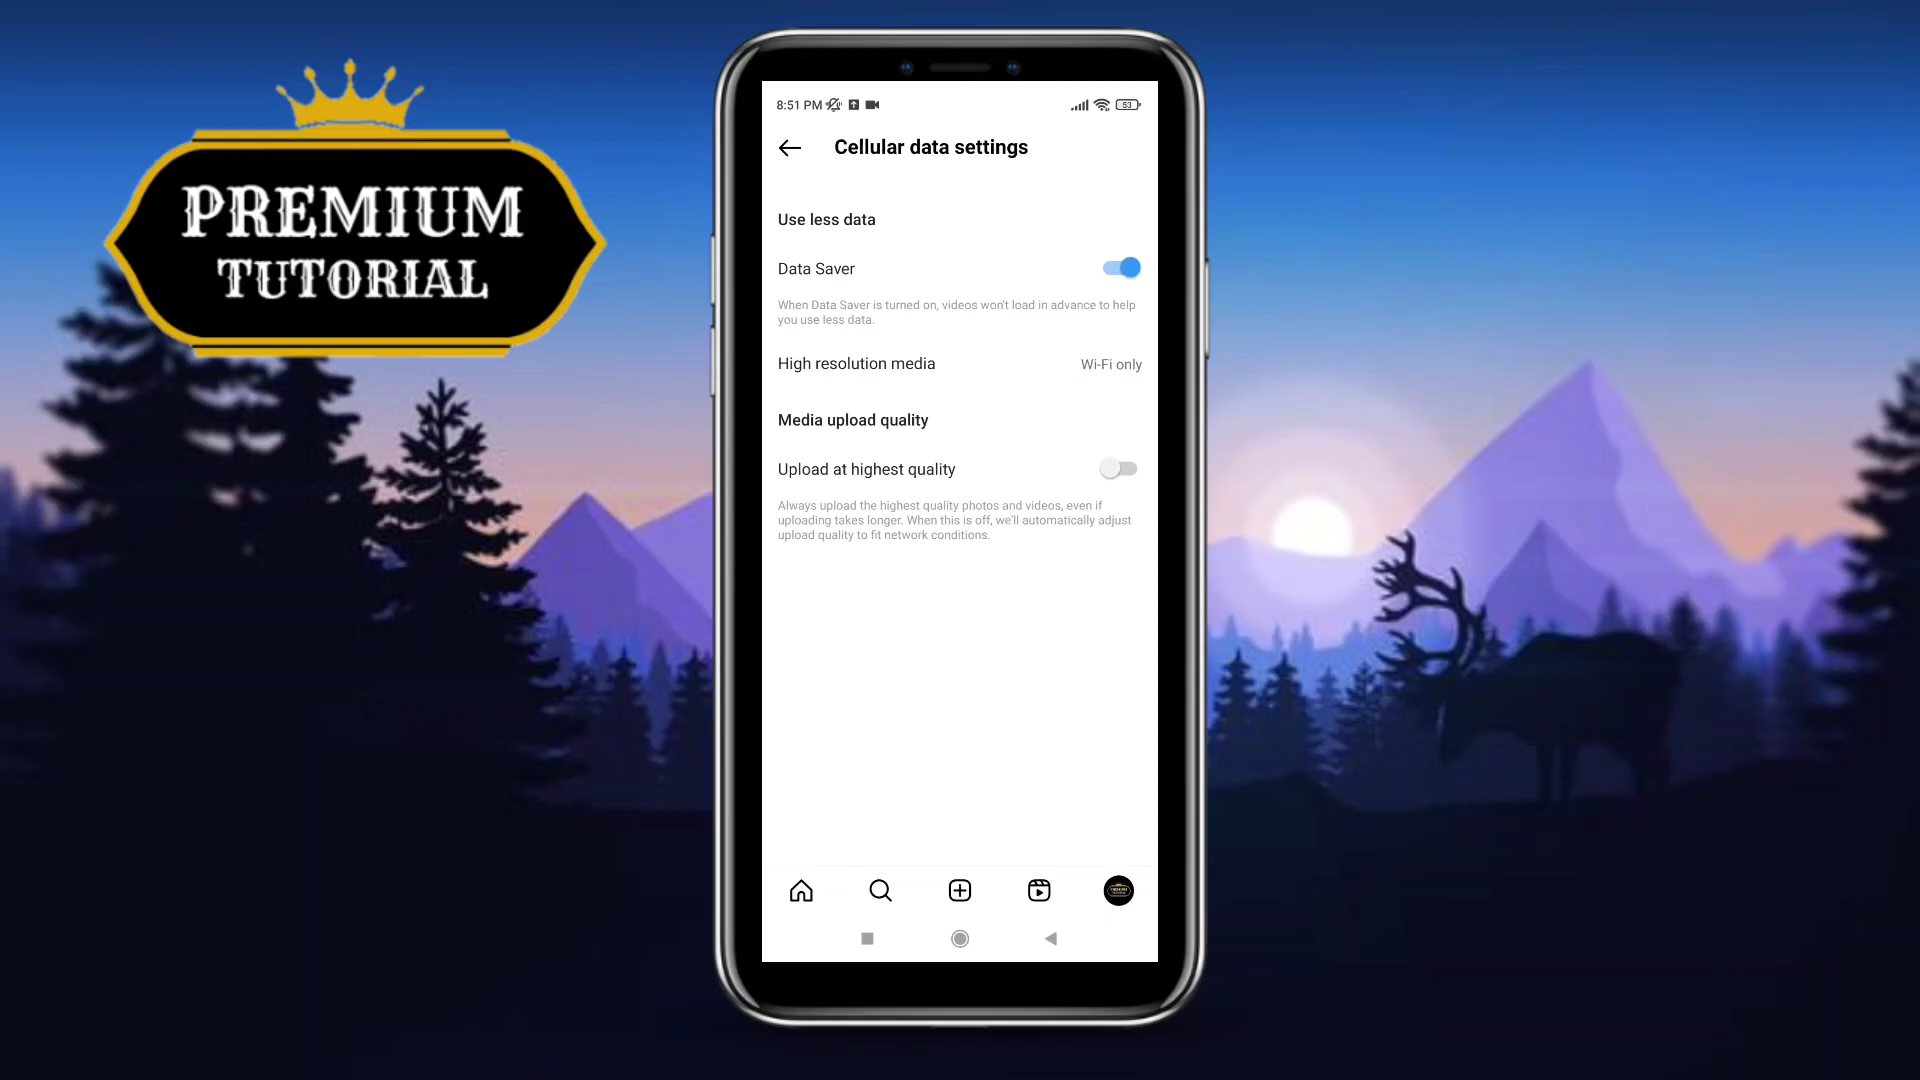 PREMIUM
TUTORIAL
8:51 PM
53
Cellular data settings
Use less data
Data Saver
When Data Saver is turned on, videos won't load in advance to help
you use less data.
High resolution media
Wi-Fi only
Media upload quality
Upload at highest quality
Always upload the highest quality photos and videos, even if
uploading takes longer. When this is off, we'll automatically adjust
upload quality to fit network conditions.